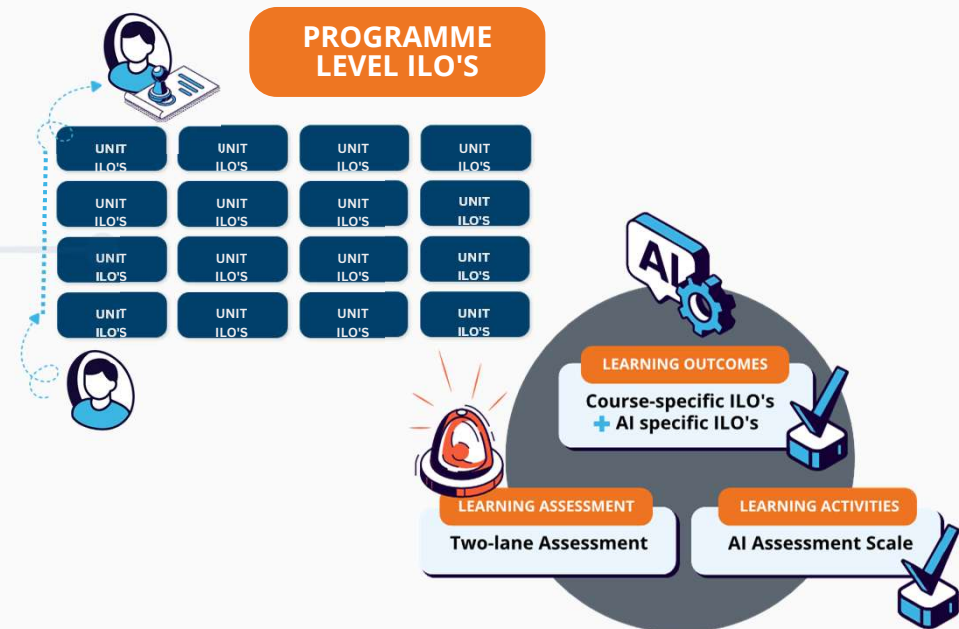 PROGRAMME
LEVEL ILO'S
UNIT UNIT UNIT UNIT
ILO'S ILO'S ILO'S ILO'S
UNIT UNIT UNIT UNIT
ILO'S ILO'S ILO'S ILO'S
UNIT UNIT UNIT UNIT
ILO'S ILO'S ILO'S ILO'S
UNIT UNIT UNIT UNIT
ILO'S ILO'S ILO'S ILO'S
AI
LEARNING OUTCOMES
Course-specific ILO's
+ AI specific ILO's
LEARNING ASSESSMENT
Two-lane Assessment
LEARNING ACTIVITIES
AI Assessment Scale